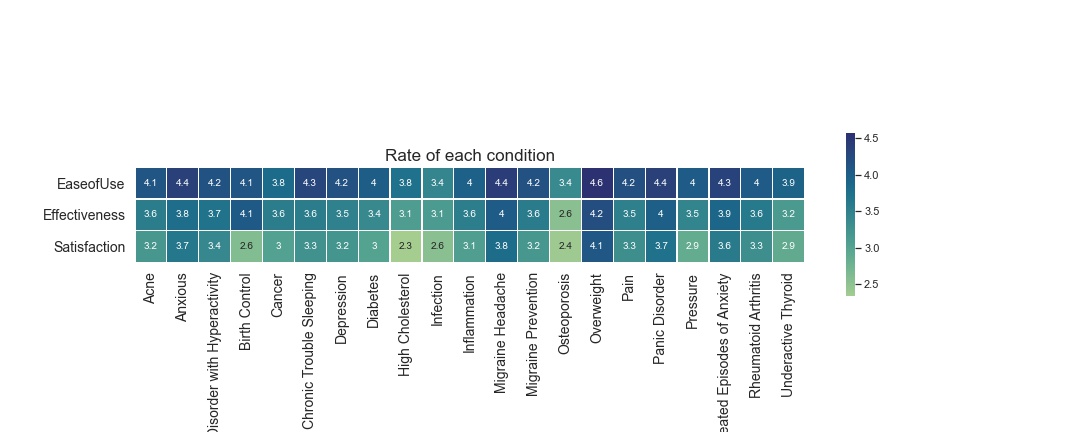 Rate of each condition
EaseofUse 4.1 4.4 4.2 4.1 3.8 4.3 4.2 4 3.8 3.4 4 4.4 4.2 3.4 4.6 4.2 4.4 4 4.3 4 3.9
Effectiveness 3.6 3.8 3.7 4.1 3.6 3.6 3.5 3.4 3.1 3.1 3.6 4 3.6 2.6 4.2 3.5 4 3.5 3.9 3.6 3.2
Satisfaction 3.2 3.7 3.4 2.6 3 3.3 3.2 3 2.3 2.6 3.1 3.8 3.2 2.4 4.1 3.3 3.7 2.9 3.6 3.3 2.9
Acne
Anxious
Disorder with Hyperactivity
Birth Control
Cancer
Chronic Trouble Sleeping
Depression
Diabetes
High Cholesterol
Infection
Inflammation
Migraine Headache
Migraine Prevention
Osteoporosis
Overweight
Pain
Panic Disorder
Pressure
eated Episodes of Anxiety
Rheumatoid Arthritis
Underactive Thyroid
4.5
4.0
3.5
3.0
2.5